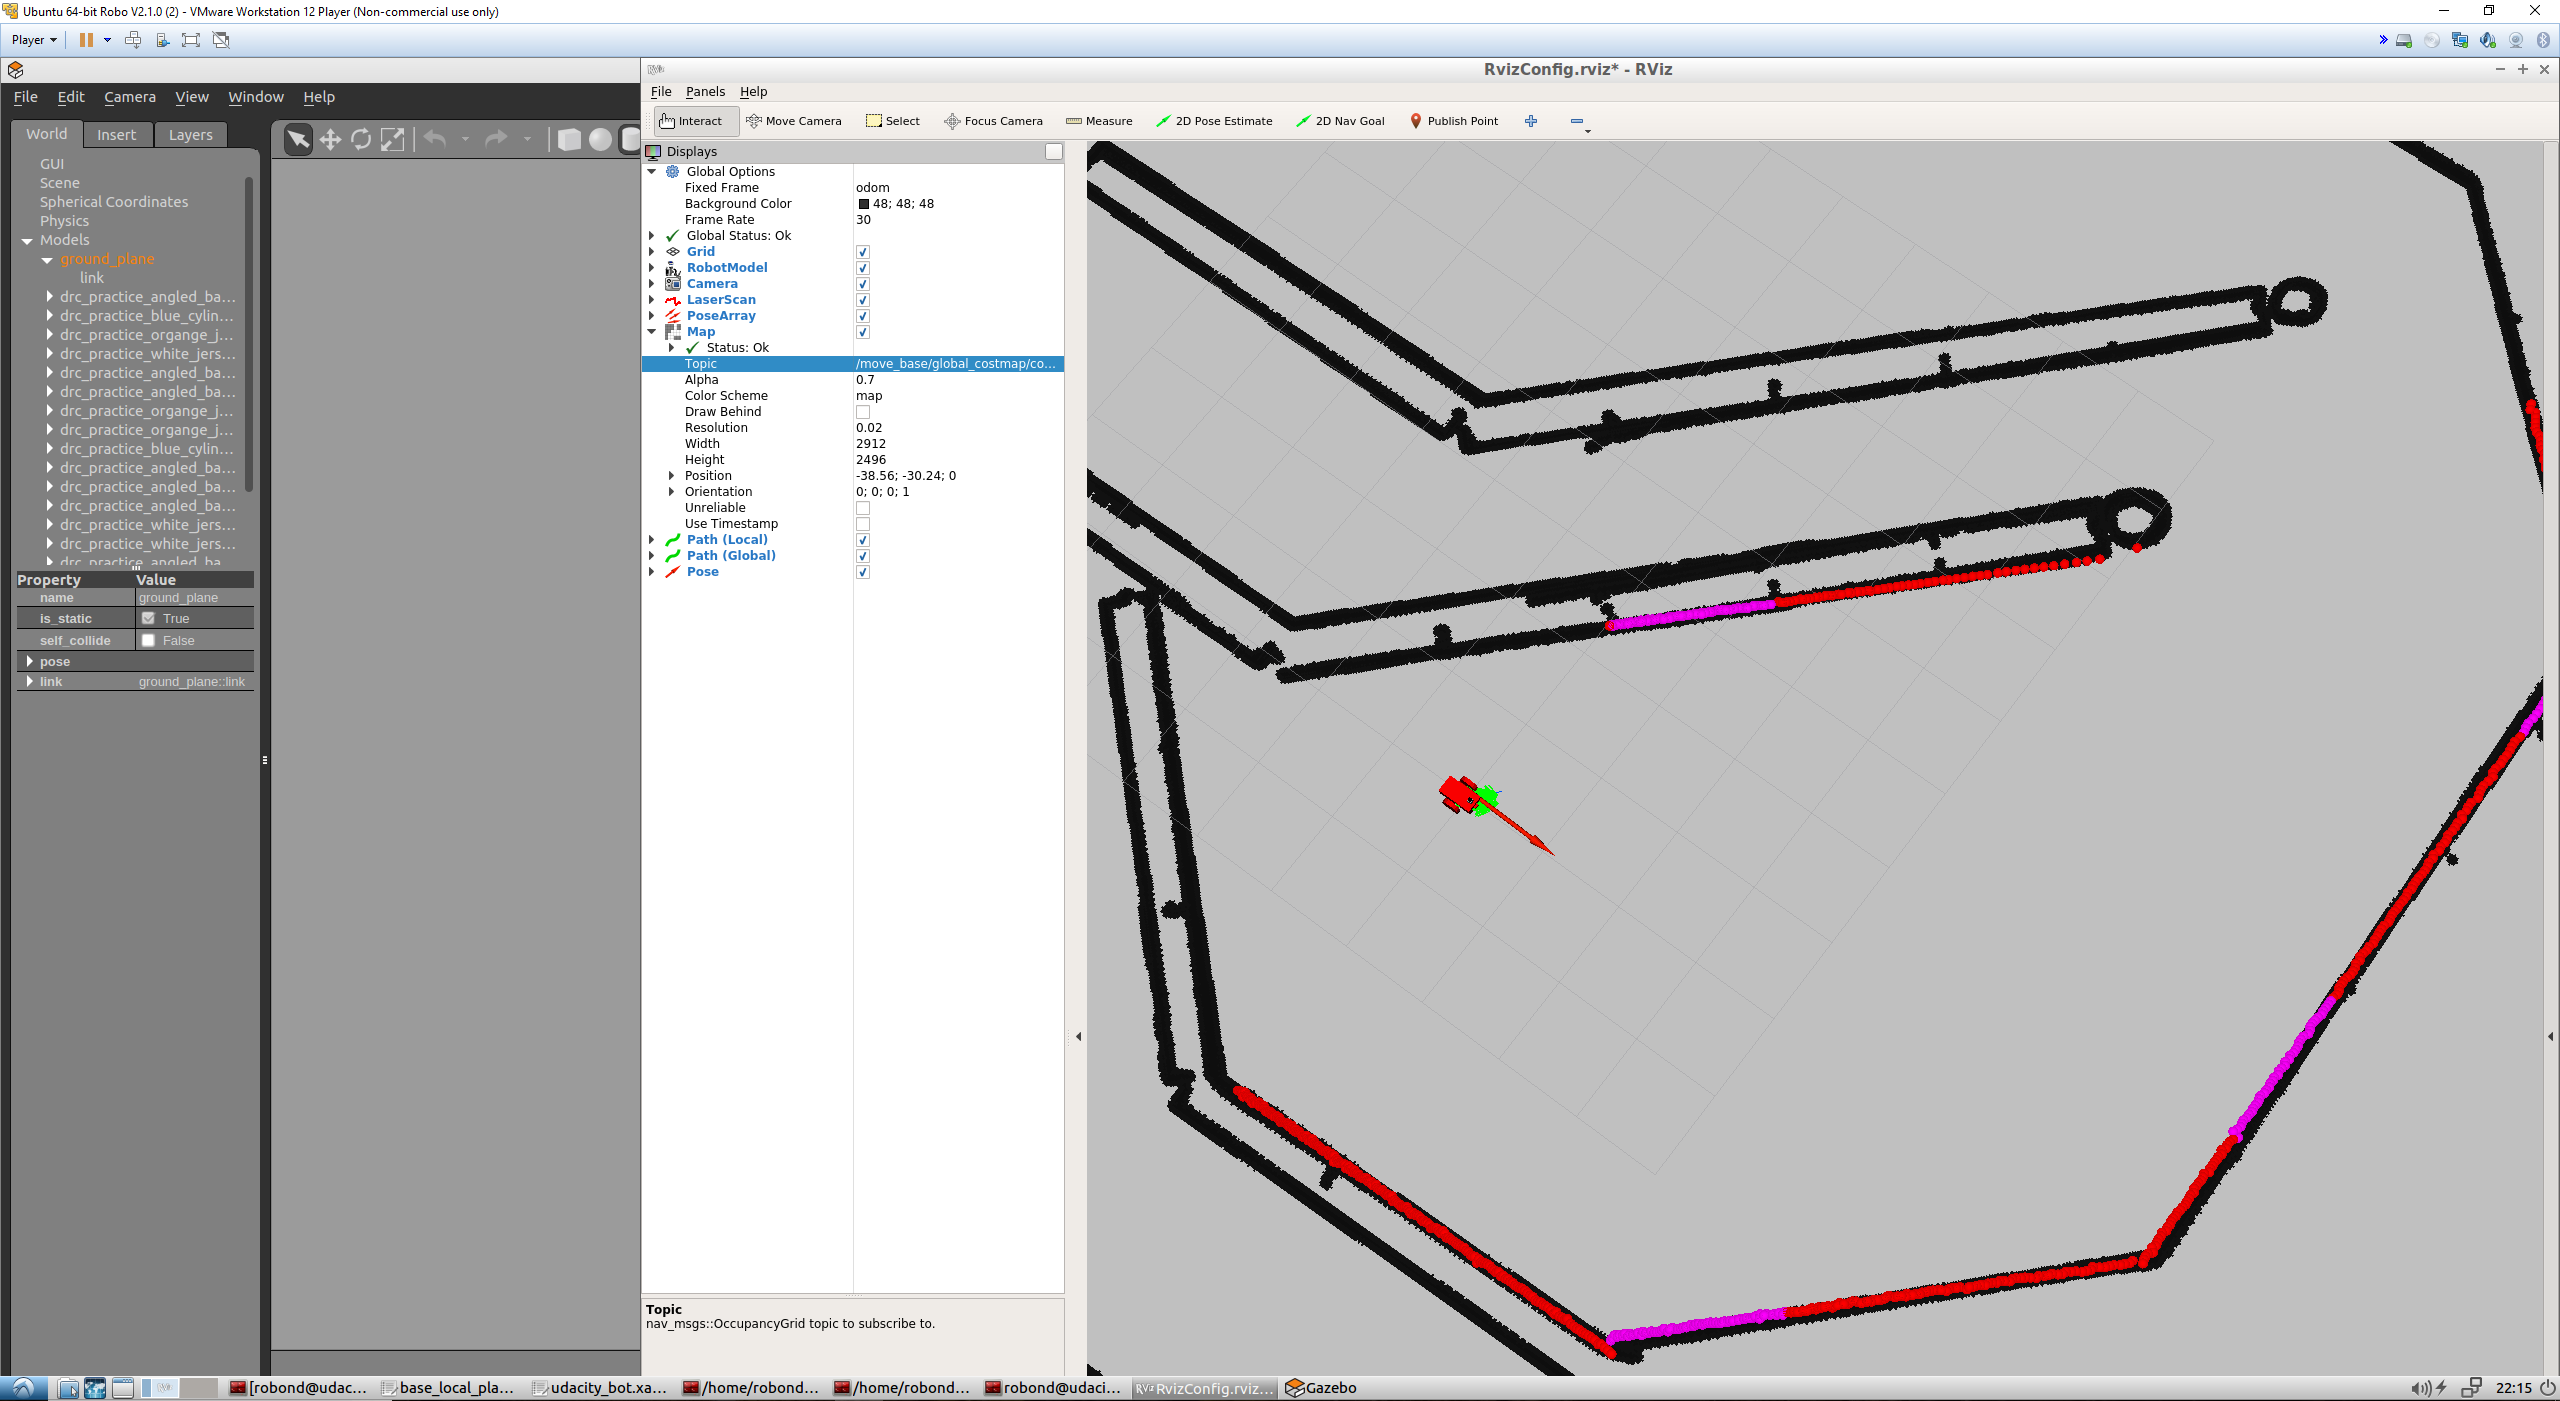 Ubuntu 64-bit Robo V2.1.0 (2) - VMware Workstation 12 Player (Non-commercial use only)
Player
RvizConfig.rviz* - RViz
File Edit Camera View Window Help
World Insert Layers
GUI
Scene
Spherical Coordinates
Physics
Models
ground_plane
link
drc_practice_angled_ba...
drc_practice_blue_cylin...
drc_practice_organge_j...
drc_practice_white_jers...
drc_practice_angled_ba...
drc_practice_angled_ba...
drc_practice_organge_j...
drc_practice_organge_j...
drc_practice_blue_cylin...
drc_practice_angled_ba...
drc_practice_angled_ba...
drc_practice_angled_ba...
drc_practice_white_jers...
drc_practice_white_jers...
drc_practice_angled_ba...
Property Value
name ground_plane
is_static True
self_collide False
pose
link ground_plane::link
File Panels Help
Interact Move Camera Select Focus Camera Measure 2D Pose Estimate 2D Nav Goal Publish Point
Displays
Global Options
Fixed Frame odom
Background Color 48; 48; 48
Frame Rate 30
Global Status: Ok
Grid
RobotModel
Camera
LaserScan
PoseArray
Map
Status: Ok
Topic /move_base/global_costmap/co...
Alpha 0.7
Color Scheme map
Draw Behind
Resolution 0.02
Width 2912
Height 2496
Position -38.56; -30.24; 0
Orientation 0; 0; 0; 1
Unreliable
Use Timestamp
Path (Local)
Path (Global)
Pose
Topic
nav_msgs::OccupancyGrid topic to subscribe to.
[robond@udac... base_local_pla... udacity_bot.xa... /home/robond... /home/robond... robond@udaci... RvizConfig.rviz... Gazebo 22:15